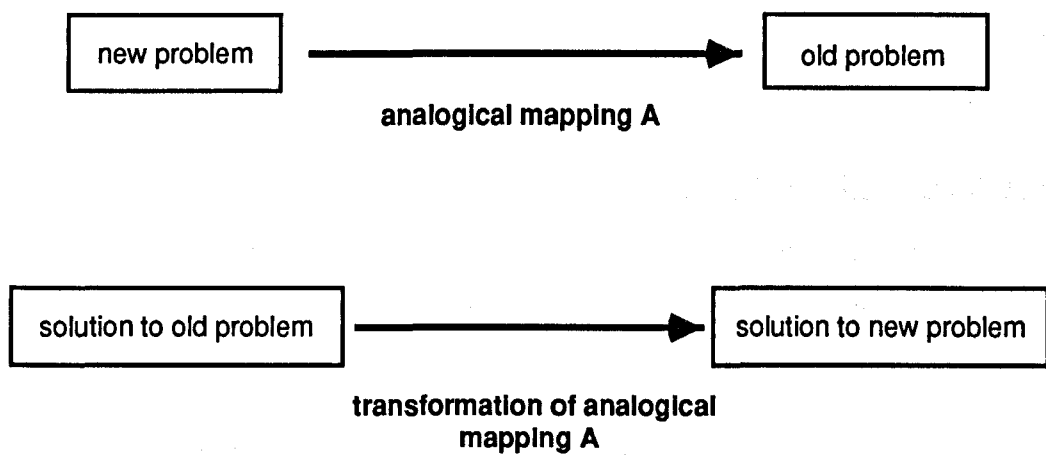 new problem
old problem
analogical mapping A
solution to old problem
solution to new problem
transformation of analogical
mapping A